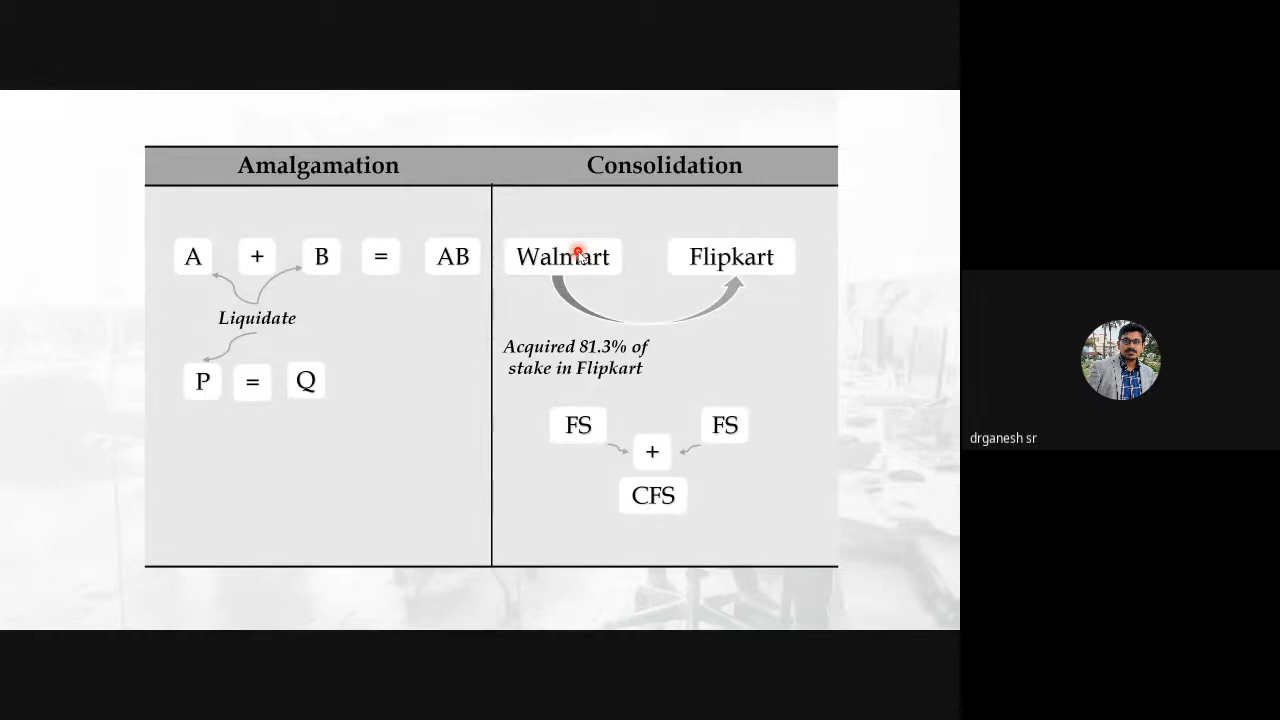 Amalgamation
Consolidation
A + B = AB
Liquidate
P = Q
Walmart Flipkart
Acquired 81.3% of
stake in Flipkart
FS FS
+
CFS
drganesh sr